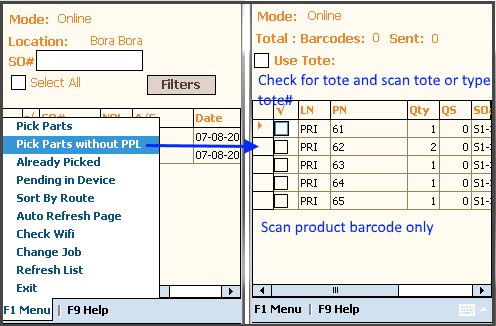 Mode: Online
Location: Bora Bora
SO#
Select All
Filters
Date
07-08-20
07-08-20
Pick Parts
Pick Parts without PPL
Already Picked
Pending in Device
Sort By Route
Auto Refresh Page
Check Wifi
Change Job
Refresh List
Exit
F1 Menu | F9 Help
Mode: Online
Total : Barcodes: 0 Sent: 0
Use Tote:
Check for tote and scan tote or type
tote#
√ LN PN Qty QS SO
PRI 61 1 0 S1-
PRI 62 2 0 S1-
PRI 63 1 0 S1-
PRI 64 1 0 S1-
PRI 65 1 0 S1-
Scan product barcode only
F1 Menu | F9 Help